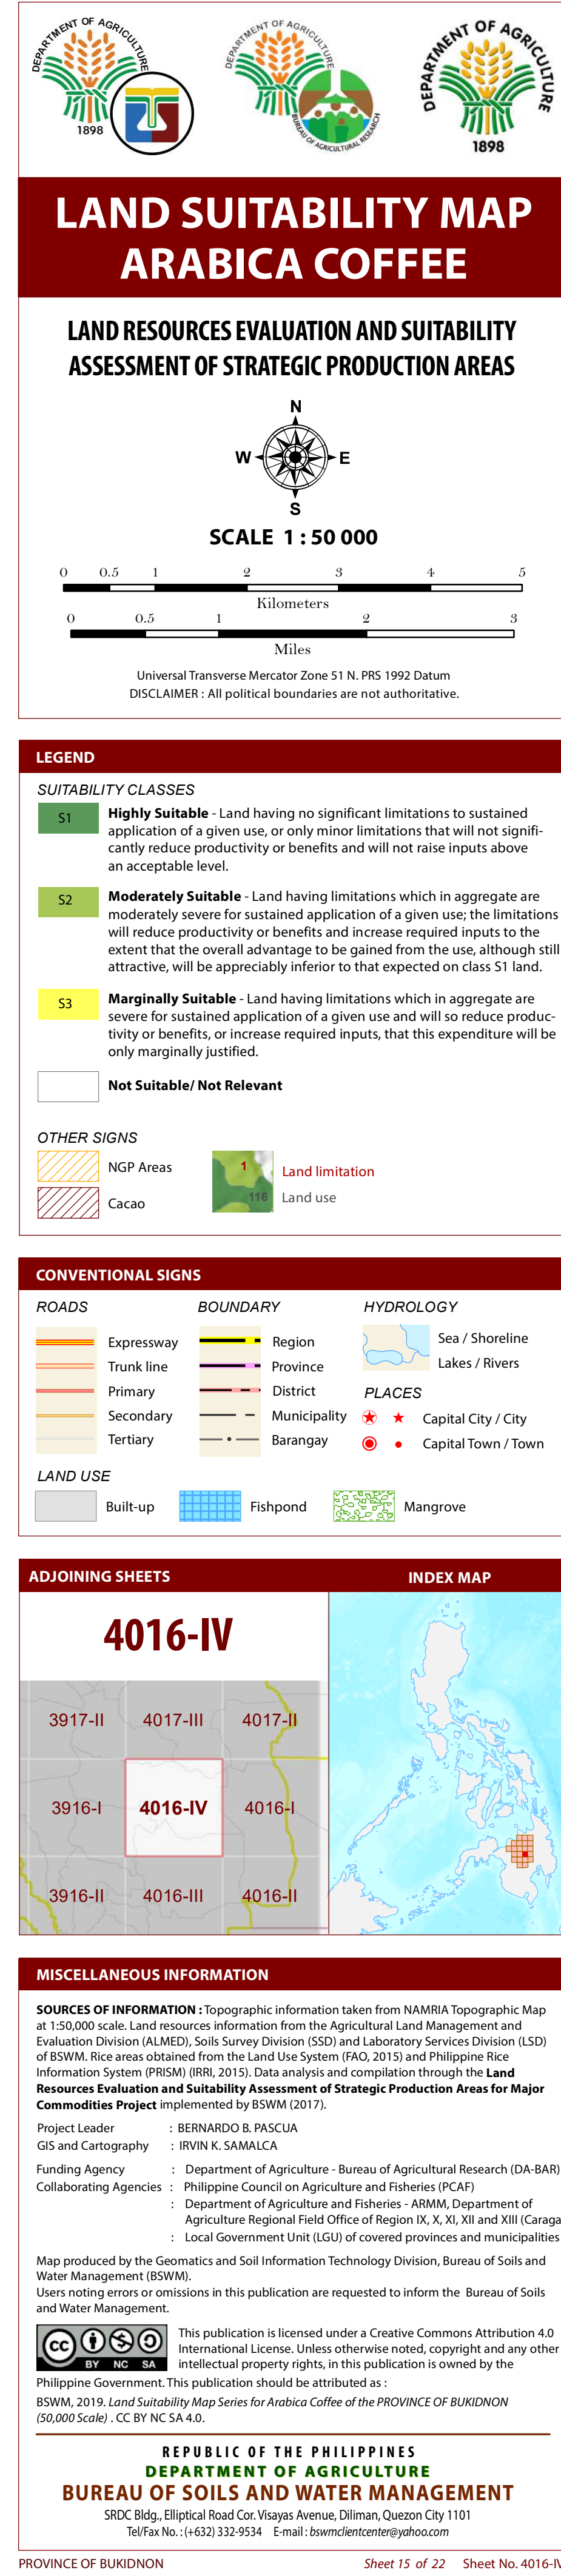 DEPARTMENT OF AGRICULTURE
1898
DEPARTMENT OF AGRICULTURE
BUREAU OF AGRICULTURAL RESEARCH
DEPARTMENT OF AGRICULTURE
1898
LAND SUITABILITY MAP
ARABICA COFFEE
LAND RESOURCES EVALUATION AND SUITABILITY
ASSESSMENT OF STRATEGIC PRODUCTION AREAS
N
W E
S
SCALE 1 : 50 000
0 0.5 1 2 3 4 5
Kilometers
0 0.5 1 2 3
Miles
Universal Transverse Mercator Zone 51 N. PRS 1992 Datum
DISCLAIMER : All political boundaries are not authoritative.
LEGEND
SUITABILITY CLASSES
S1
Highly Suitable - Land having no significant limitations to sustained
application of a given use, or only minor limitations that will not signifi-
cantly reduce productivity or benefits and will not raise inputs above
an acceptable level.
S2
Moderately Suitable - Land having limitations which in aggregate are
moderately severe for sustained application of a given use; the limitations
will reduce productivity or benefits and increase required inputs to the
extent that the overall advantage to be gained from the use, although still
attractive, will be appreciably inferior to that expected on class S1 land.
S3
Marginally Suitable - Land having limitations which in aggregate are
severe for sustained application of a given use and will so reduce produc-
tivity or benefits, or increase required inputs, that this expenditure will be
only marginally justified.
Not Suitable/ Not Relevant
OTHER SIGNS
NGP Areas
Cacao
1
116
Land limitation
Land use
CONVENTIONAL SIGNS
ROADS
Expressway
Trunk line
Primary
Secondary
Tertiary
BOUNDARY
Region
Province
District
Municipality
Barangay
HYDROLOGY
Sea / Shoreline
Lakes / Rivers
PLACES
Capital City / City
Capital Town / Town
LAND USE
Built-up
Fishpond
Mangrove
ADJOINING SHEETS
4016-IV
3917-II 4017-III 4017-II
3916-I 4016-IV 4016-I
3916-II 4016-III 4016-II
INDEX MAP
MISCELLANEOUS INFORMATION
SOURCES OF INFORMATION : Topographic information taken from NAMRIA Topographic Map
at 1:50,000 scale. Land resources information from the Agricultural Land Management and
Evaluation Division (ALMED), Soils Survey Division (SSD) and Laboratory Services Division (LSD)
of BSWM. Rice areas obtained from the Land Use System (FAO, 2015) and Philippine Rice
Information System (PRISM) (IRRI, 2015). Data analysis and compilation through the Land
Resources Evaluation and Suitability Assessment of Strategic Production Areas for Major
Commodities Project implemented by BSWM (2017).
Project Leader : BERNARDO B. PASCUA
GIS and Cartography : IRVIN K. SAMALCA
Funding Agency : Department of Agriculture - Bureau of Agricultural Research (DA-BAR)
Collaborating Agencies : Philippine Council on Agriculture and Fisheries (PCAF)
: Department of Agriculture and Fisheries - ARMM, Department of
Agriculture Regional Field Office of Region IX, X, XI, XII and XIII (Caraga
: Local Government Unit (LGU) of covered provinces and municipalities
Map produced by the Geomatics and Soil Information Technology Division, Bureau of Soils and
Water Management (BSWM).
Users noting errors or omissions in this publication are requested to inform the Bureau of Soils
and Water Management.
cc
BY NC SA
This publication is licensed under a Creative Commons Attribution 4.0
International License. Unless otherwise noted, copyright and any other
intellectual property rights, in this publication is owned by the
Philippine Government. This publication should be attributed as :
BSWM, 2019. Land Suitability Map Series for Arabica Coffee of the PROVINCE OF BUKIDNON
(50,000 Scale) . CC BY NC SA 4.0.
REPUBLIC OF THE PHILIPPINES
DEPARTMENT OF AGRICULTURE
BUREAU OF SOILS AND WATER MANAGEMENT
SRDC Bldg., Elliptical Road Cor. Visayas Avenue, Diliman, Quezon City 1101
Tel/Fax No. : (+632) 332-9534 E-mail : bswmclientcenter@yahoo.com
PROVINCE OF BUKIDNON Sheet 15 of 22 Sheet No. 4016-IV